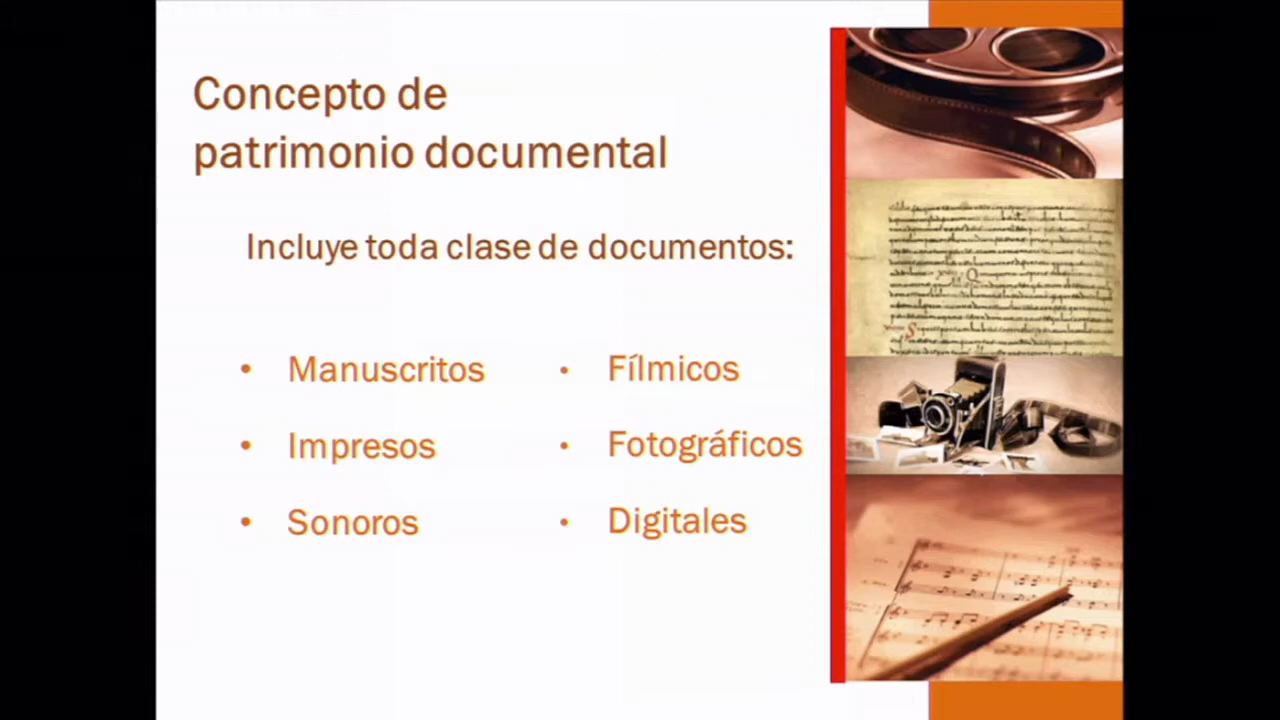 Concepto de
patrimonio documental
Incluye toda clase de documentos:
• Manuscritos
• Impresos
• Sonoros
• Fílmicos
• Fotográficos
• Digitales